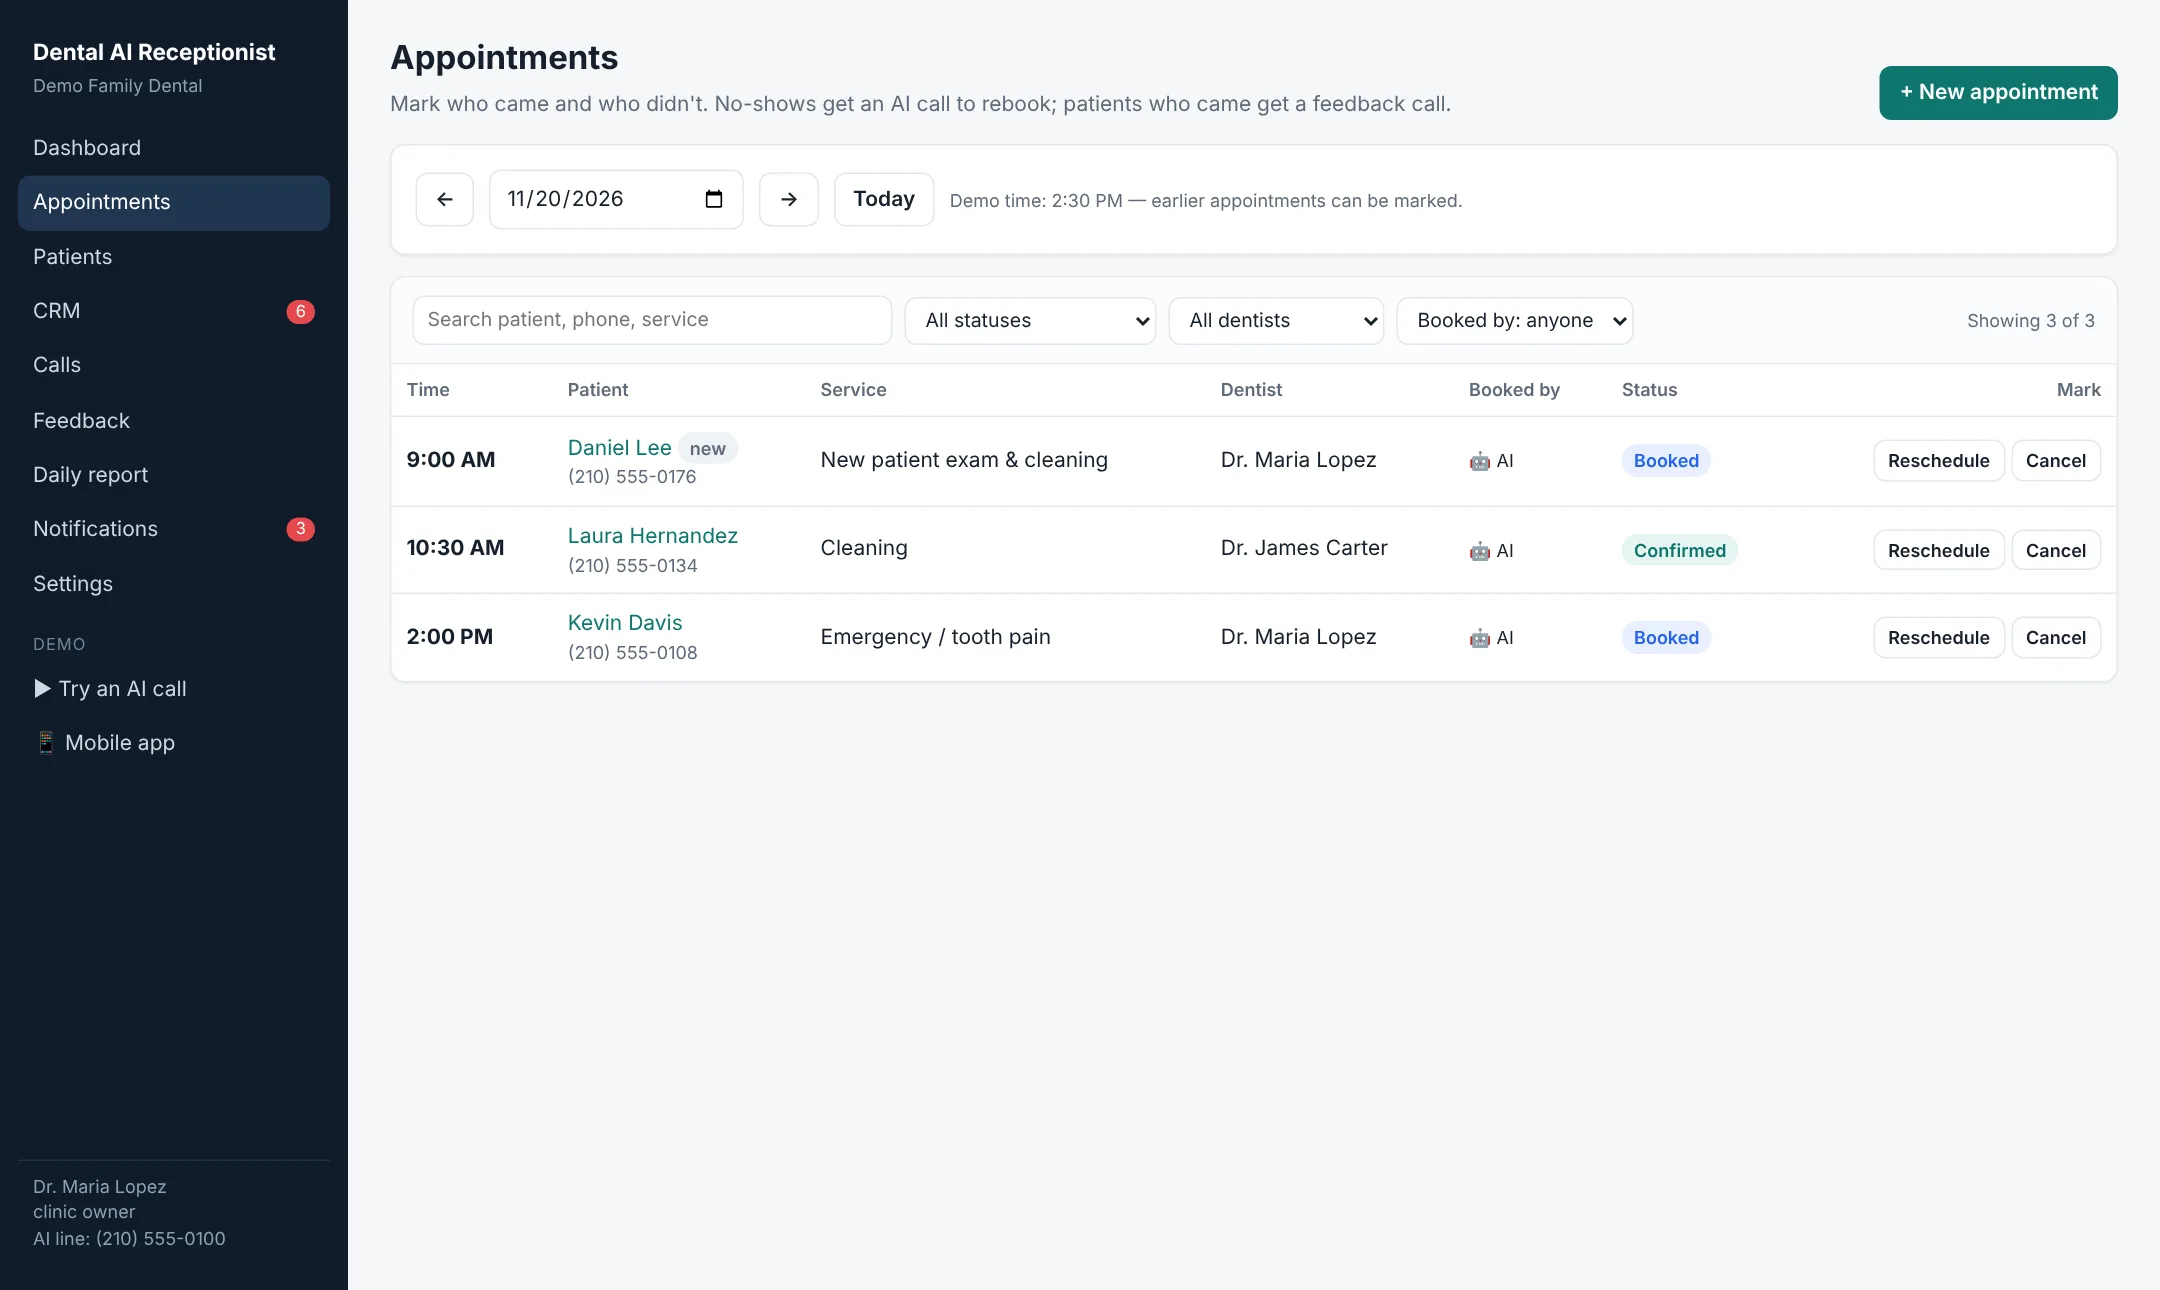 Dental AI Receptionist
Demo Family Dental
Dashboard
Appointments
Patients
CRM 6
Calls
Feedback
Daily report
Notifications 3
Settings
DEMO
▶ Try an AI call
📱 Mobile app
Dr. Maria Lopez
clinic owner
AI line: (210) 555-0100
Appointments
Mark who came and who didn't. No-shows get an AI call to rebook; patients who came get a feedback call.
+ New appointment
← 11/20/2026 → Today Demo time: 2:30 PM — earlier appointments can be marked.
Search patient, phone, service All statuses All dentists Booked by: anyone Showing 3 of 3
Time Patient Service Dentist Booked by Status Mark
9:00 AM Daniel Lee new (210) 555-0176 New patient exam & cleaning Dr. Maria Lopez 🤖 AI Booked Reschedule Cancel
10:30 AM Laura Hernandez (210) 555-0134 Cleaning Dr. James Carter 🤖 AI Confirmed Reschedule Cancel
2:00 PM Kevin Davis (210) 555-0108 Emergency / tooth pain Dr. Maria Lopez 🤖 AI Booked Reschedule Cancel